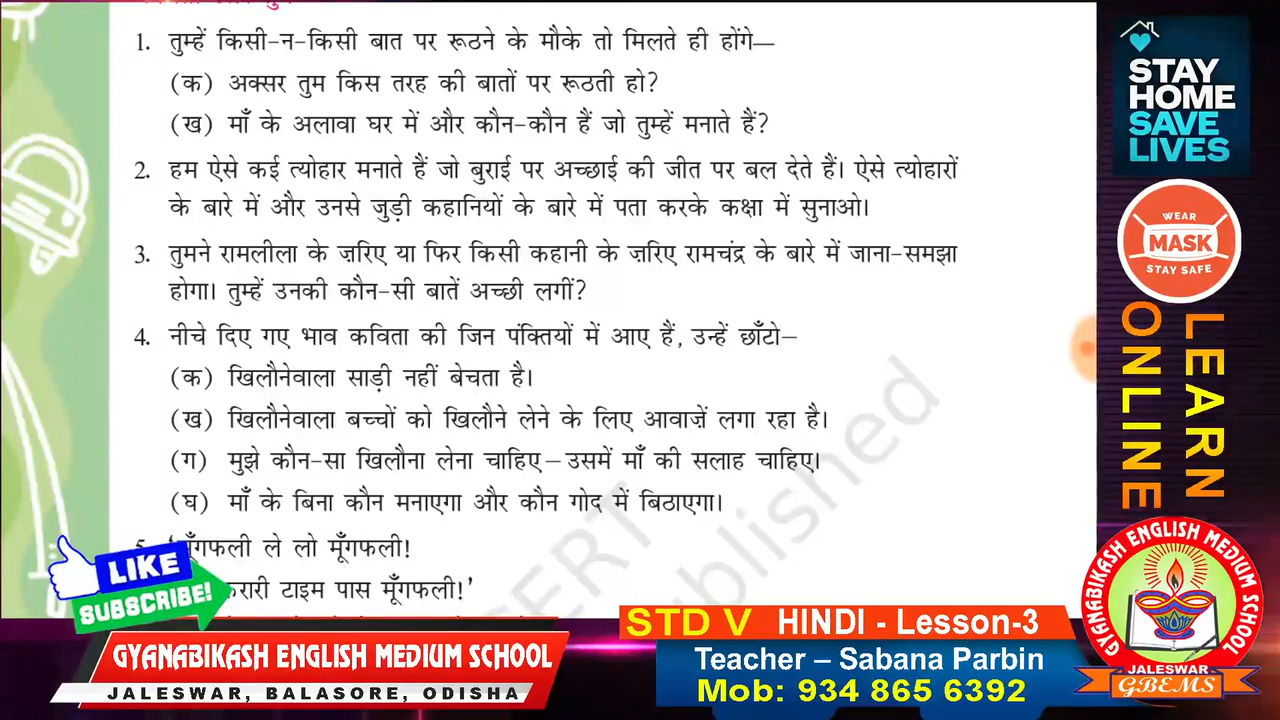 1. तुम्हें किसी-न-किसी बात पर रूठने के मौके तो मिलते ही होंगे—
(क) अक्सर तुम किस तरह की बातों पर रूठती हो?
(ख) माँ के अलावा घर में और कौन-कौन हैं जो तुम्हें मनाते हैं?
2. हम ऐसे कई त्योहार मनाते हैं जो बुराई पर अच्छाई की जीत पर बल देते हैं। ऐसे त्योहारों
के बारे में और उनसे जुड़ी कहानियों के बारे में पता करके कक्षा में सुनाओ।
3. तुमने रामलीला के ज़रिए या फिर किसी कहानी के ज़रिए रामचंद्र के बारे में जाना-समझा
होगा। तुम्हें उनकी कौन-सी बातें अच्छी लगीं?
4. नीचे दिए गए भाव कविता की जिन पंक्तियों में आए हैं, उन्हें छाँटो–
(क) खिलौनेवाला साड़ी नहीं बेचता है।
(ख) खिलौनेवाला बच्चों को खिलौने लेने के लिए आवाज़ें लगा रहा है।
(ग) मुझे कौन-सा खिलौना लेना चाहिए–उसमें माँ की सलाह चाहिए।
(घ) माँ के बिना कौन मनाएगा और कौन गोद में बिठाएगा।
ले लो मूँगफली!
टाइम पास मूँगफली!'
LIKE
SUBSCRIBE!
GYANABIKASH ENGLISH MEDIUM SCHOOL
JALESWAR, BALASORE, ODISHA
STD V HINDI - Lesson-3
Teacher – Sabana Parbin
Mob: 934 865 6392
STAY
HOME
SAVE
LIVES
WEAR
MASK
STAY SAFE
LEARN
ONLINE
GYANABIKASH ENGLISH MEDIUM SCHOOL
JALESWAR
GBEMS